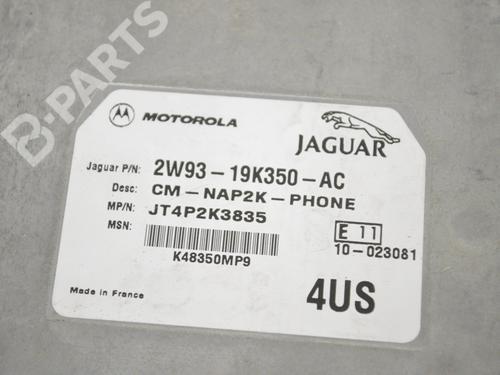 B-PARTS
MOTOROLA
JAGUAR
Jaguar P/N: 2W93-19K350-AC
Desc: CM-NAP2K-PHONE
MP/N: JT4P2K3835
MSN:
K48350MP9
E 11
10-023081
Made in France
4US